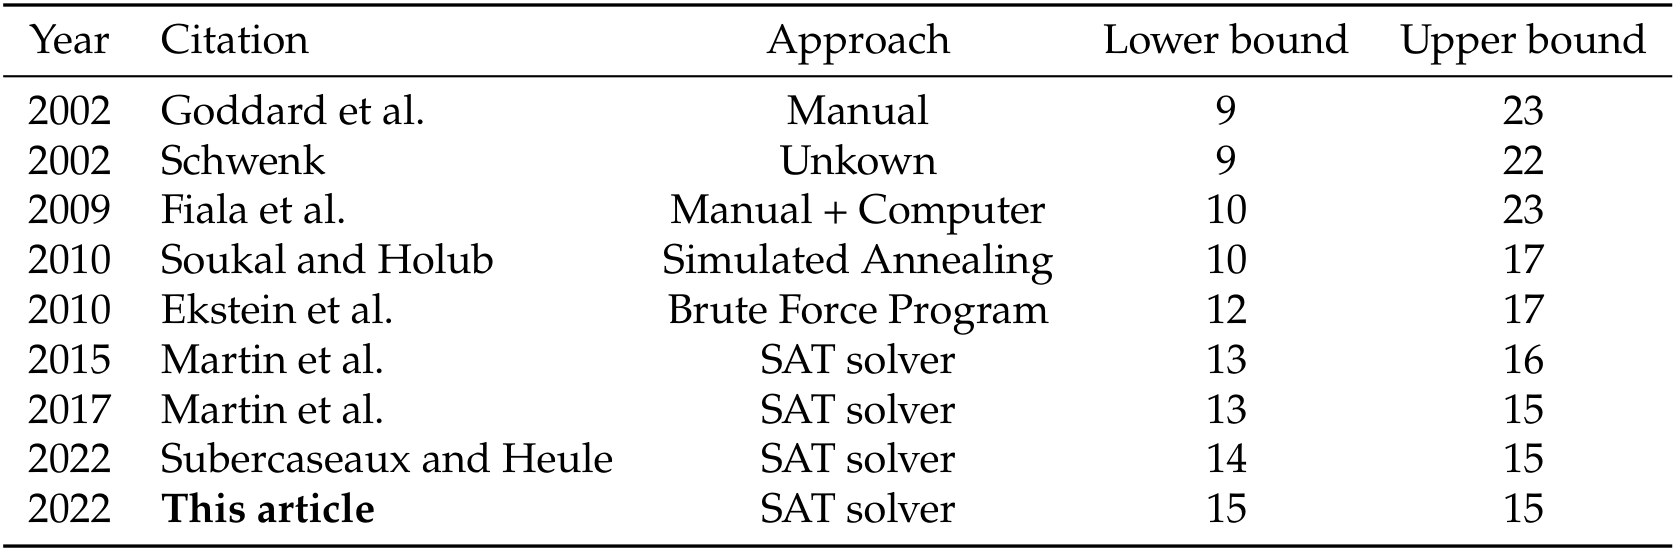 Year Citation Approach Lower bound Upper bound
2002 Goddard et al. Manual 9 23
2002 Schwenk Unkown 9 22
2009 Fiala et al. Manual + Computer 10 23
2010 Soukal and Holub Simulated Annealing 10 17
2010 Ekstein et al. Brute Force Program 12 17
2015 Martin et al. SAT solver 13 16
2017 Martin et al. SAT solver 13 15
2022 Subercaseaux and Heule SAT solver 14 15
2022 This article SAT solver 15 15